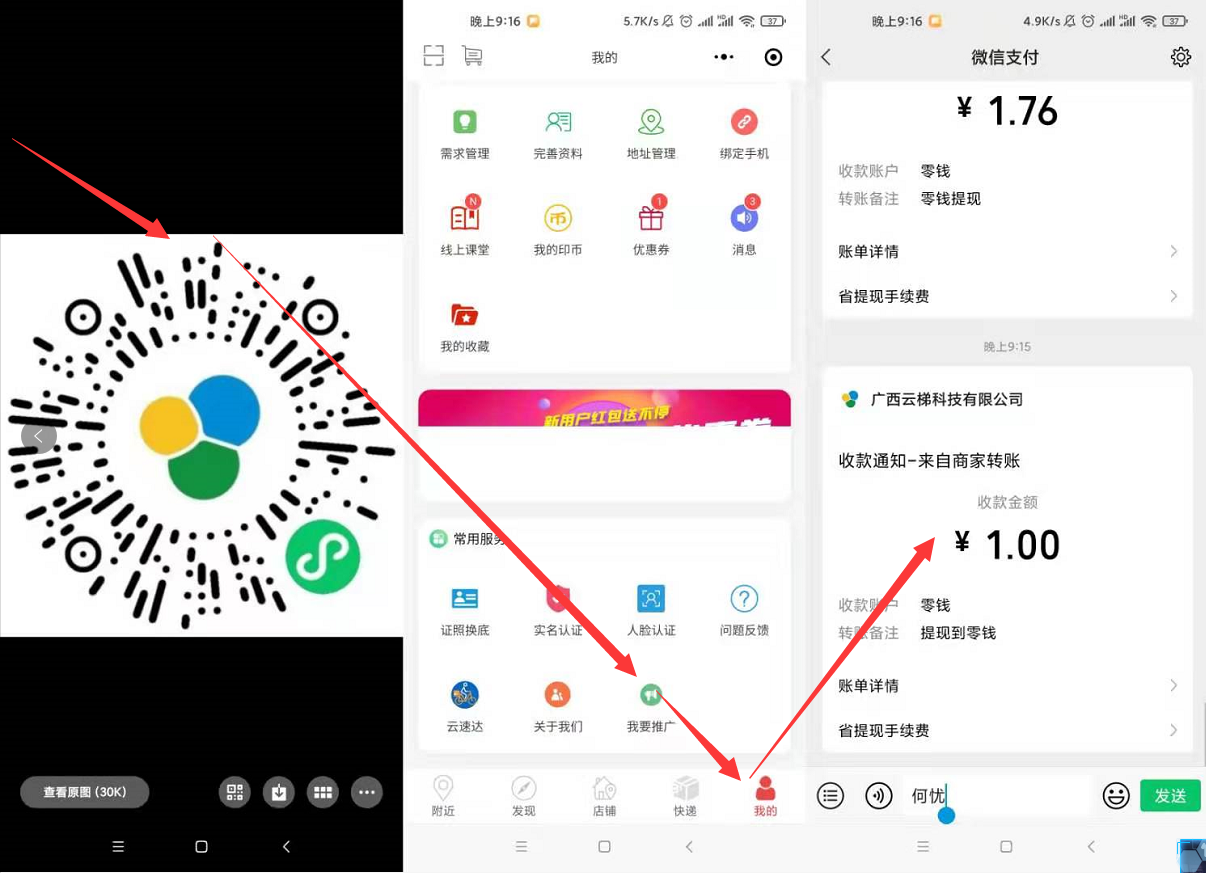 查看原图 (30K)
晚上9:16
5.7K/s
HD
37
我的
需求管理
完善资料
地址管理
绑定手机
N
1
3
线上课堂
币
我的印币
优惠券
消息
我的收藏
新用户红包送不停
常用服务
证照换底
实名认证
人脸认证
问题反馈
云速达
关于我们
我要推广
附近
发现
店铺
快递
我的
晚上9:16
4.9K/s
HD
37
微信支付
¥ 1.76
收款账户 零钱
转账备注 零钱提现
账单详情
省提现手续费
晚上9:15
广西云梯科技有限公司
收款通知-来自商家转账
收款金额
¥ 1.00
收款账户 零钱
转账备注 提现到零钱
账单详情
省提现手续费
何忧
发送